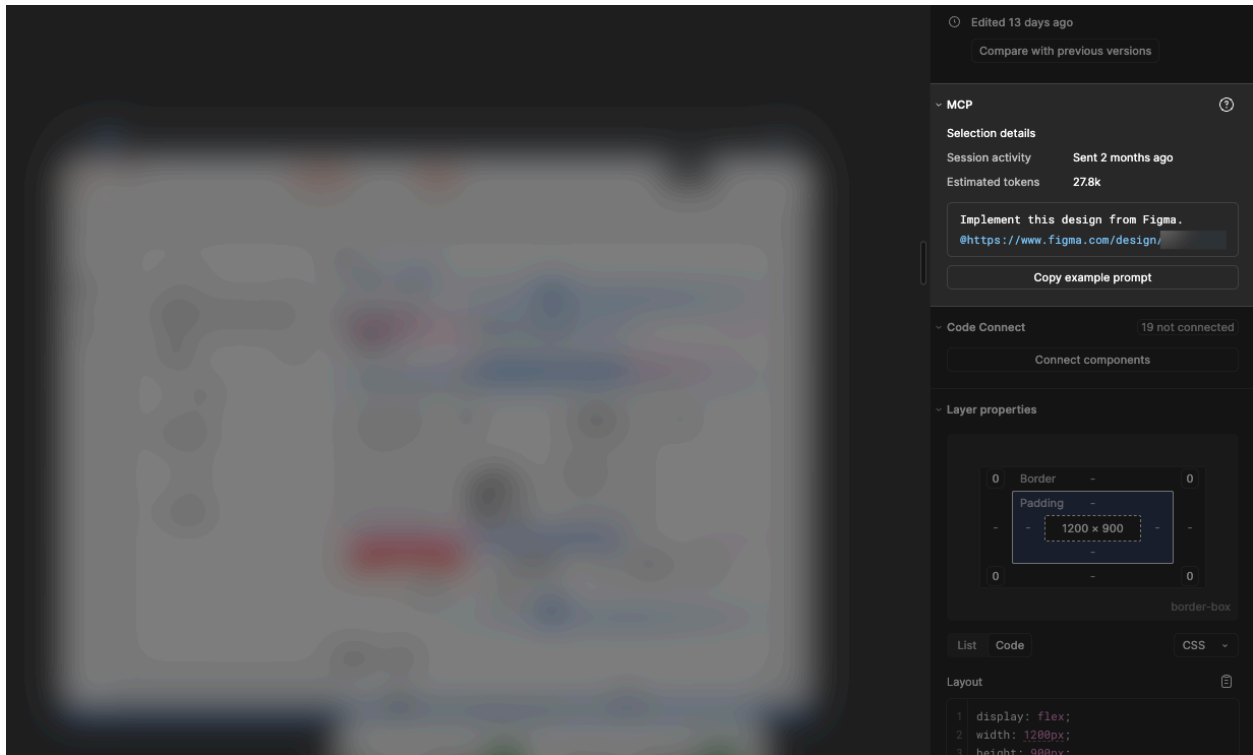 Edited 13 days ago
Compare with previous versions
MCP
Selection details
Session activity Sent 2 months ago
Estimated tokens 27.8k
Implement this design from Figma.
@https://www.figma.com/design/
Copy example prompt
Code Connect 19 not connected
Connect components
Layer properties
0 Border - 0
Padding -
- - 1200 × 900 - -
-
0 - 0
border-box
List Code CSS
Layout
1 display: flex;
2 width: 1200px;
3 height: 900px;